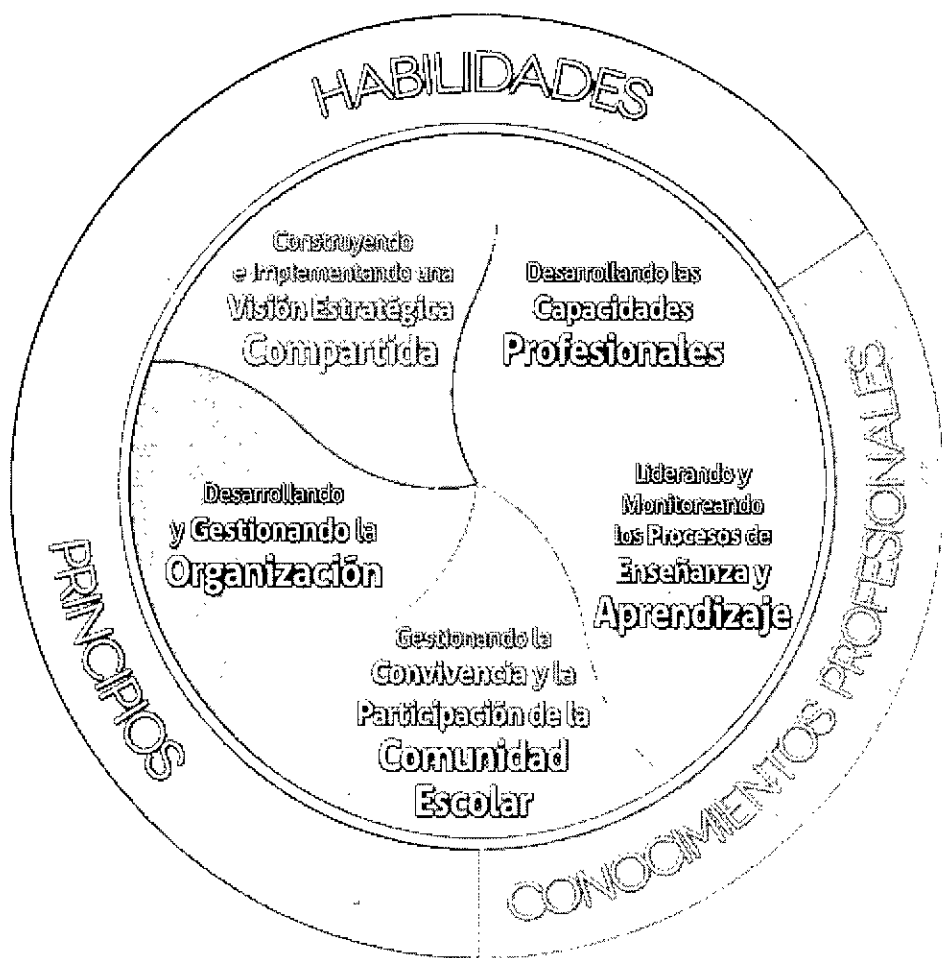 HABILIDADES
Construyendo
e Implementando una
Visión Estratégica
Compartida
Desarrollando las
Capacidades
Profesionales
Desarrollando
y Gestionando la
Organización
Liderando y
Monitoreando
los Procesos de
Enseñanza y
Aprendizaje
Gestionando la
Convivencia y la
Participación de la
Comunidad
Escolar
PRINCIPIOS
CONOCIMIENTOS PROFESIONALES